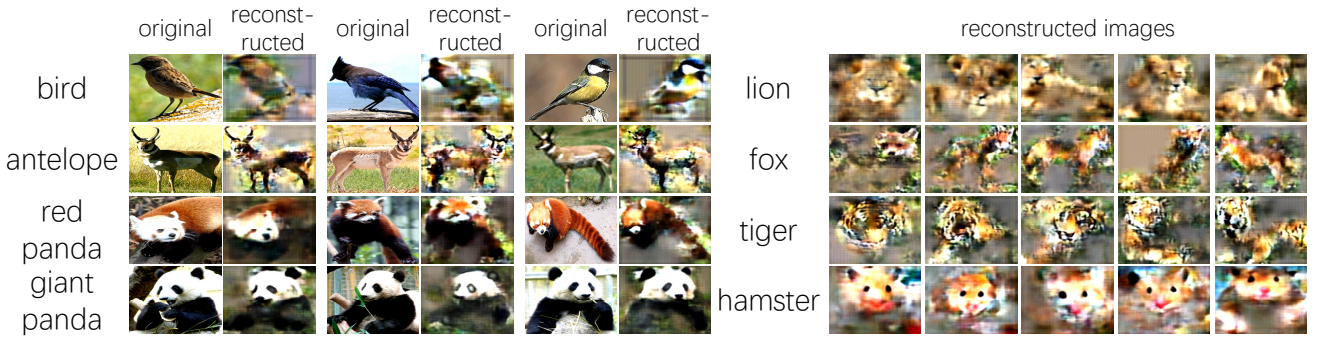 original
reconst-
ructed
original
reconst-
ructed
original
reconst-
ructed
reconstructed images
bird
lion
antelope
fox
red
panda
tiger
giant
panda
hamster